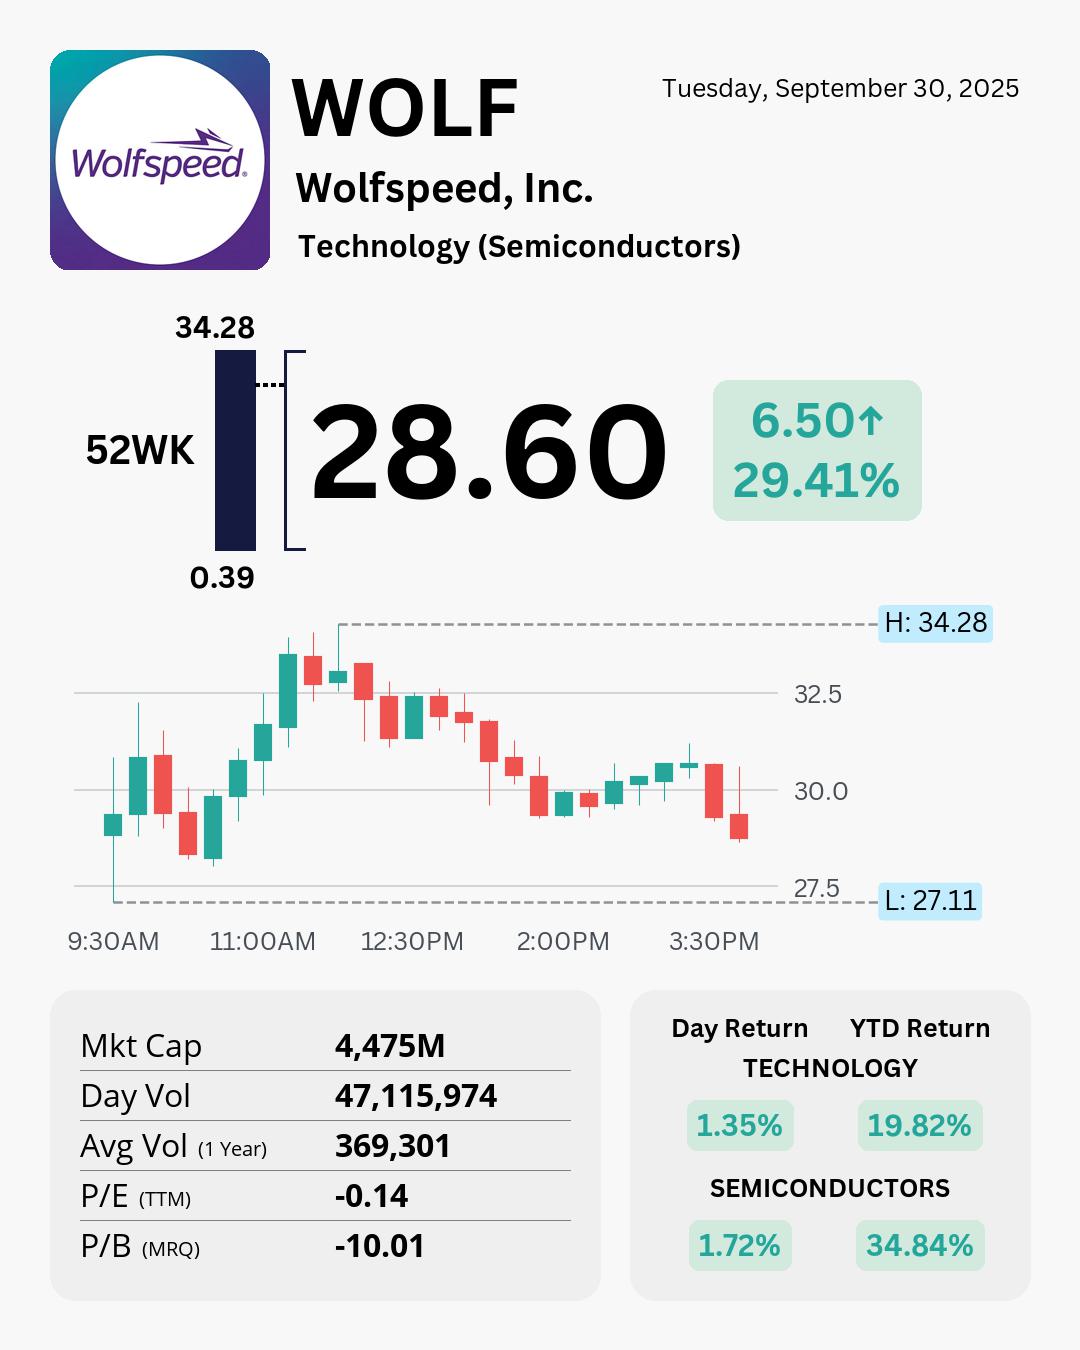 Wolfspeed®
WOLF
Tuesday, September 30, 2025
Wolfspeed, Inc.
Technology (Semiconductors)
34.28
52WK
0.39
28.60
6.50↑
29.41%
H: 34.28
32.5
30.0
27.5
L: 27.11
9:30AM 11:00AM 12:30PM 2:00PM 3:30PM
Mkt Cap 4,475M
Day Vol 47,115,974
Avg Vol (1 Year) 369,301
P/E (TTM) -0.14
P/B (MRQ) -10.01
Day Return YTD Return
TECHNOLOGY
1.35% 19.82%
SEMICONDUCTORS
1.72% 34.84%